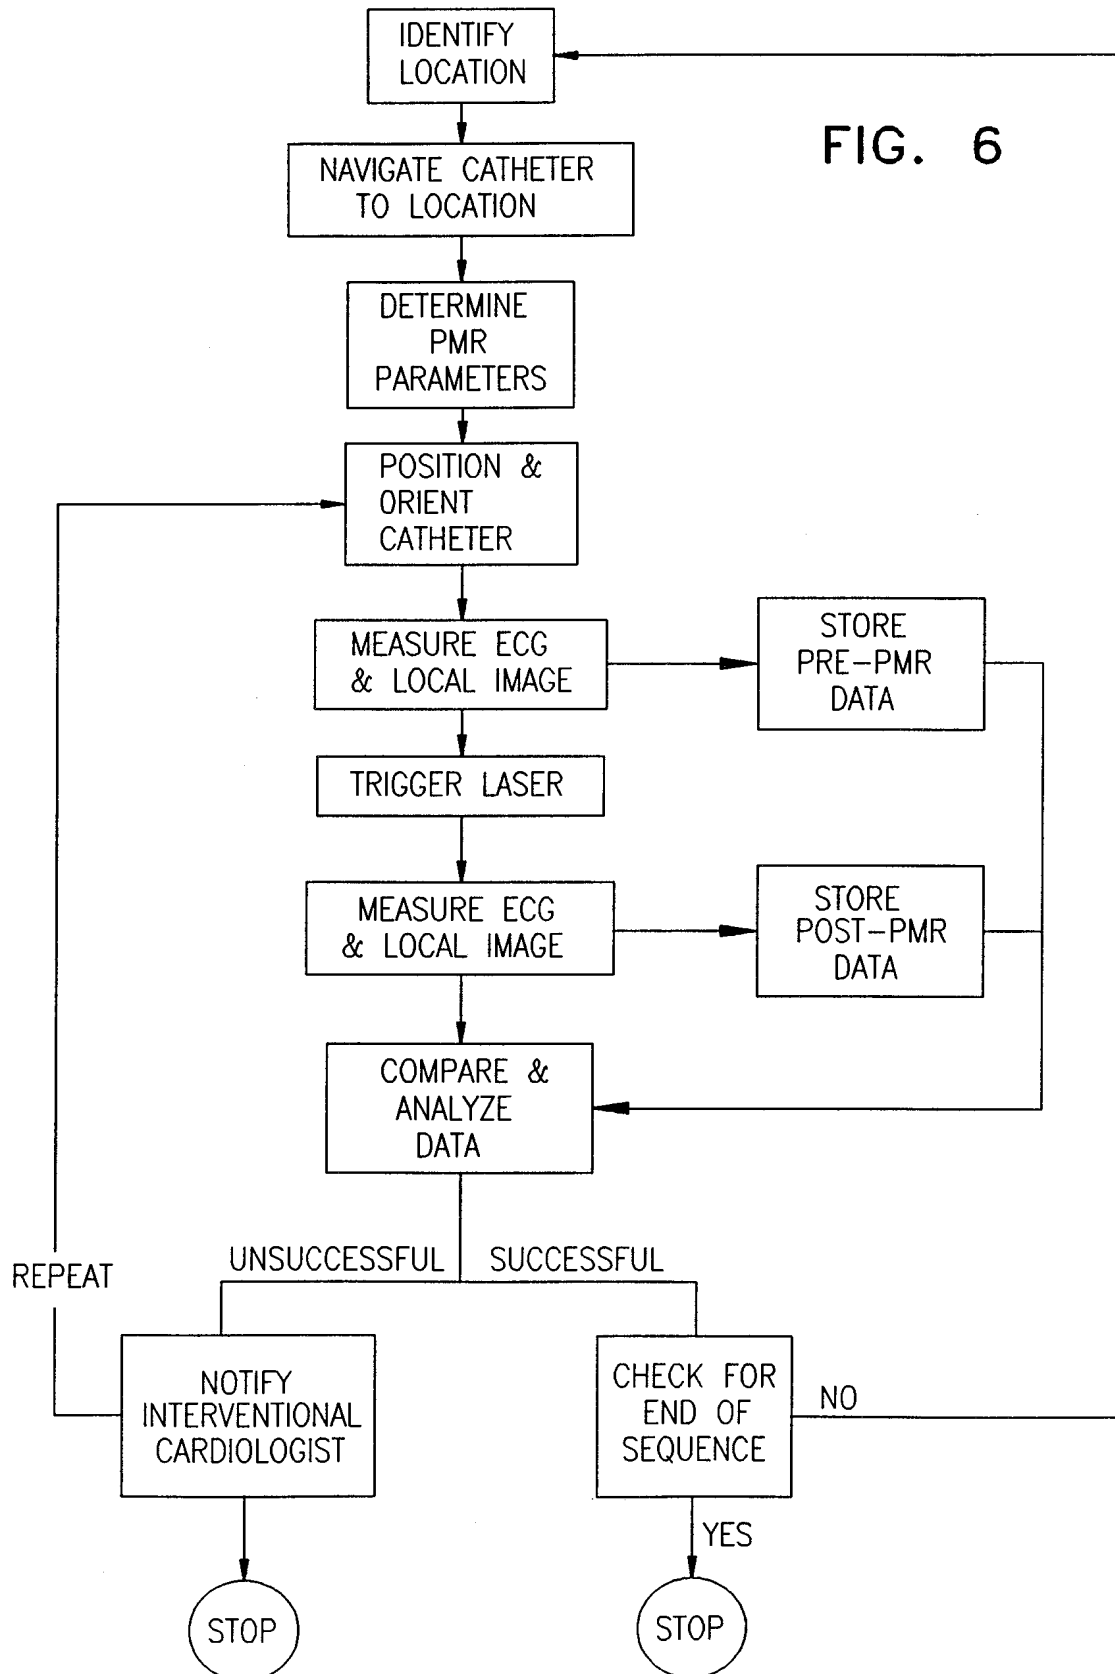 IDENTIFY
LOCATION
FIG. 6
NAVIGATE CATHETER
TO LOCATION
DETERMINE
PMR
PARAMETERS
POSITION &
ORIENT
CATHETER
MEASURE ECG
& LOCAL IMAGE
STORE
PRE-PMR
DATA
TRIGGER LASER
MEASURE ECG
& LOCAL IMAGE
STORE
POST-PMR
DATA
COMPARE &
ANALYZE
DATA
UNSUCCESSFUL
SUCCESSFUL
REPEAT
NOTIFY
INTERVENTIONAL
CARDIOLOGIST
CHECK FOR
END OF
SEQUENCE
NO
YES
STOP
STOP